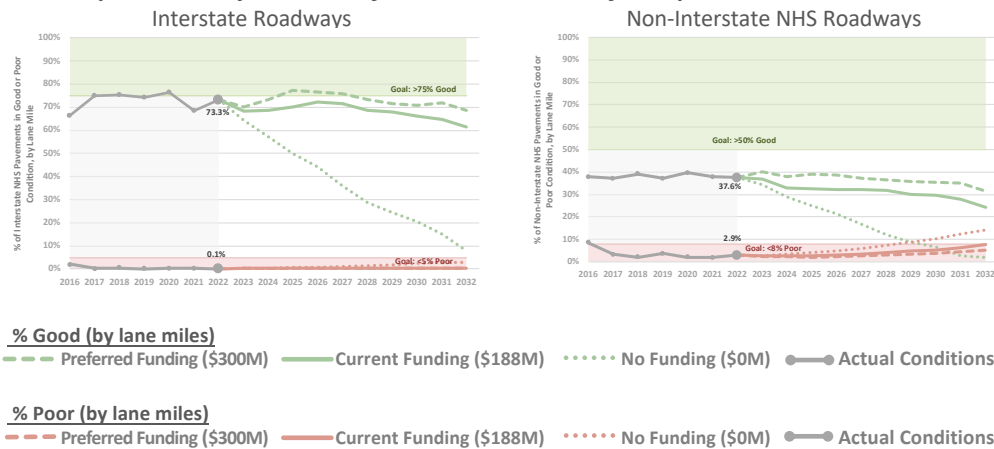 Interstate Roadways
% of Interstate NHS Pavements in Good or Poor
Condition, by Lane Mile
100%
90%
80%
70%
60%
50%
40%
30%
20%
10%
0%
Goal: >75% Good
73.3%
0.1%
Goal: <5% Poor
2016 2017 2018 2019 2020 2021 2022 2023 2024 2025 2026 2027 2028 2029 2030 2031 2032
Non-Interstate NHS Roadways
% of Non-Interstate NHS Pavements in Good or
Poor Condition, by Lane Mile
100%
90%
80%
70%
60%
50%
40%
30%
20%
10%
0%
Goal: >50% Good
37.6%
2.9%
Goal: <8% Poor
2016 2017 2018 2019 2020 2021 2022 2023 2024 2025 2026 2027 2028 2029 2030 2031 2032
% Good (by lane miles)
Preferred Funding ($300M) Current Funding ($188M) No Funding ($0M) Actual Conditions
% Poor (by lane miles)
Preferred Funding ($300M) Current Funding ($188M) No Funding ($0M) Actual Conditions